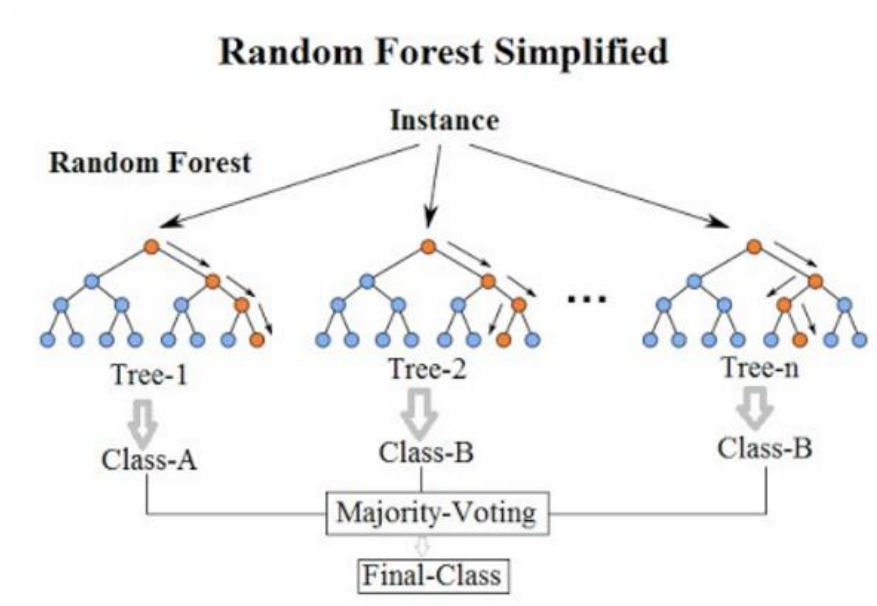 Random Forest Simplified
Instance
Random Forest
...
Tree-1
Tree-2
Tree-n
Class-A
Class-B
Class-B
Majority-Voting
Final-Class